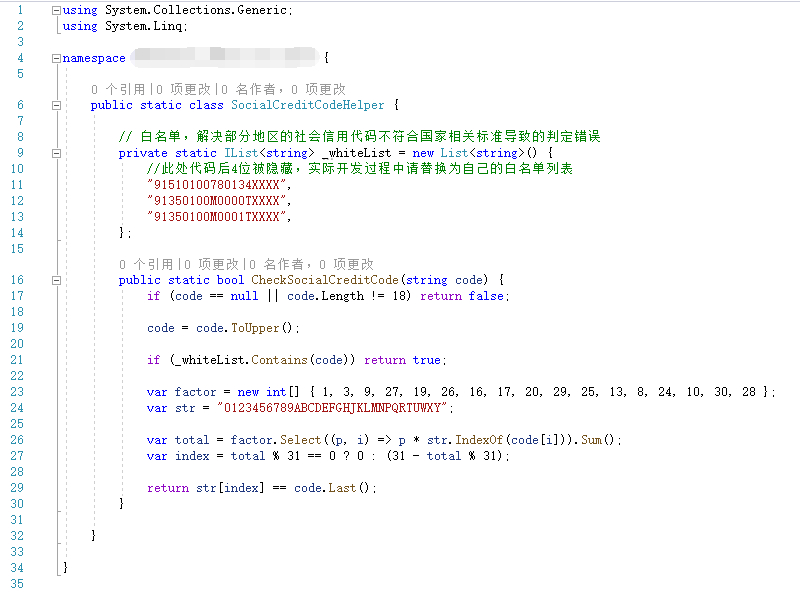 1 using System.Collections.Generic;
2 using System.Linq;
3
4 namespace {
5
0 个引用|0 项更改|0 名作者, 0 项更改
6 public static class SocialCreditCodeHelper {
7
8 // 白名单, 解决部分地区的社会信用代码不符合国家相关标准导致的判定错误
9 private static IList<string> _whiteList = new List<string>() {
10 //此处代码后4位被隐藏, 实际开发过程中请替换为自己的白名单列表
11 "91510100780134XXXX",
12 "91350100M0000TXXXX",
13 "91350100M0001TXXXX",
14 };
15
0 个引用|0 项更改|0 名作者, 0 项更改
16 public static bool CheckSocialCreditCode(string code) {
17 if (code == null || code.Length != 18) return false;
18
19 code = code.ToUpper();
20
21 if (_whiteList.Contains(code)) return true;
22
23 var factor = new int[] { 1, 3, 9, 27, 19, 26, 16, 17, 20, 29, 25, 13, 8, 24, 10, 30, 28 };
24 var str = "0123456789ABCDEFGHJKLMNPQRTUWXY";
25
26 var total = factor.Select((p, i) => p * str.IndexOf(code[i])).Sum();
27 var index = total % 31 == 0 ? 0 : (31 - total % 31);
28
29 return str[index] == code.Last();
30 }
31
32 }
33
34 }
35